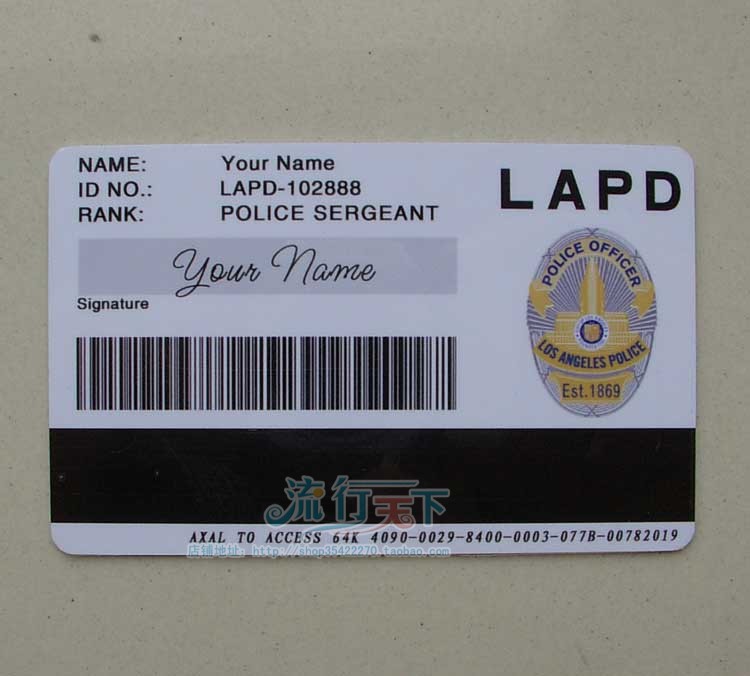 NAME: Your Name
ID NO.: LAPD-102888
RANK: POLICE SERGEANT
LAPD
Your Name
Signature
POLICE OFFICER
LOS ANGELES POLICE
Est.1869
流行天下
AXAL TO ACCESS 64K 4090-0029-8400-0003-077B-00782019
店铺地址: http://shop35422270.taobao.com